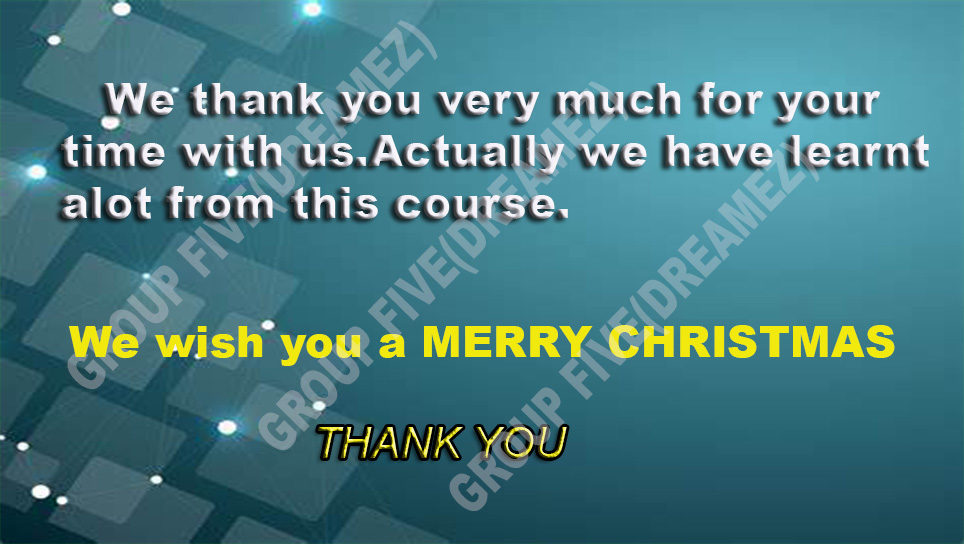 We thank you very much for your
time with us.Actually we have learnt
alot from this course.
We wish you a MERRY CHRISTMAS
THANK YOU
GROUP FIVE(DREAMEZ)
GROUP FIVE(DREAMEZ)
GROUP FIVE(DREAMEZ)